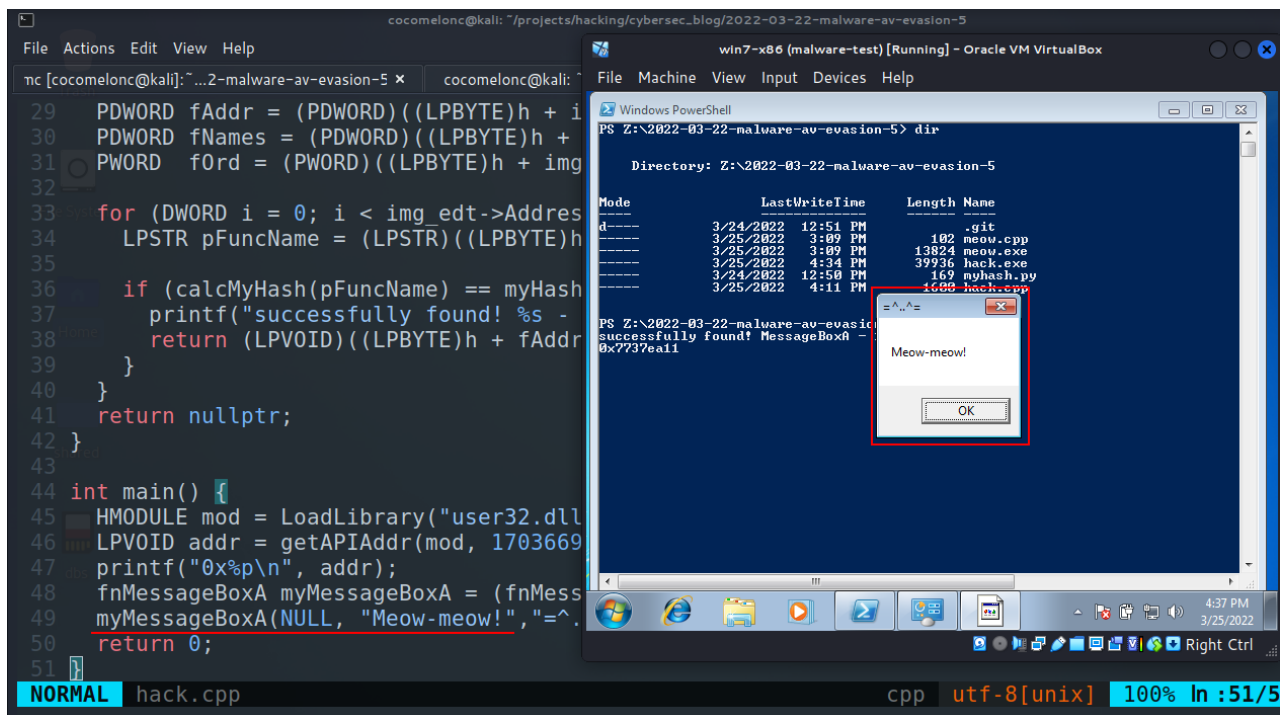 cocomelonc@kali: ~/projects/hacking/cybersec_blog/2022-03-22-malware-av-evasion-5
File Actions Edit View Help
mc [cocomelonc@kali]:~...2-malware-av-evasion-5 ×
cocomelonc@kali: ~
29 PDWORD fAddr = (PDWORD)((LPBYTE)h + i
30 PDWORD fNames = (PDWORD)((LPBYTE)h +
31 PWORD fOrd = (PWORD)((LPBYTE)h + img
32
33 for (DWORD i = 0; i < img_edt->Addres
34 LPSTR pFuncName = (LPSTR)((LPBYTE)h
35
36 if (calcMyHash(pFuncName) == myHash
37 printf("successfully found! %s -
38 return (LPVOID)((LPBYTE)h + fAddr
39 }
40 }
41 return nullptr;
42 }
43
44 int main() {
45 HMODULE mod = LoadLibrary("user32.dll
46 LPVOID addr = getAPIAddr(mod, 1703669
47 printf("0x%p\n", addr);
48 fnMessageBoxA myMessageBoxA = (fnMess
49 myMessageBoxA(NULL, "Meow-meow!","=^.
50 return 0;
51 }
NORMAL hack.cpp cpp utf-8[unix] 100% ln :51/5
win7-x86 (malware-test) [Running] - Oracle VM VirtualBox
File Machine View Input Devices Help
Windows PowerShell
PS Z:\2022-03-22-malware-av-evasion-5> dir
Directory: Z:\2022-03-22-malware-av-evasion-5
Mode LastWriteTime Length Name
---- ------------- ------ ----
d---- 3/24/2022 12:51 PM .git
----- 3/25/2022 3:09 PM 102 meow.cpp
----- 3/25/2022 3:09 PM 13824 meow.exe
----- 3/25/2022 4:34 PM 39936 hack.exe
----- 3/24/2022 12:50 PM 169 myhash.py
----- 3/25/2022 4:11 PM 1600 hack.cpp
PS Z:\2022-03-22-malware-av-evasio
successfully found! MessageBoxA -
0x7737ea11
=^..^=
Meow-meow!
OK
4:37 PM
3/25/2022
Right Ctrl